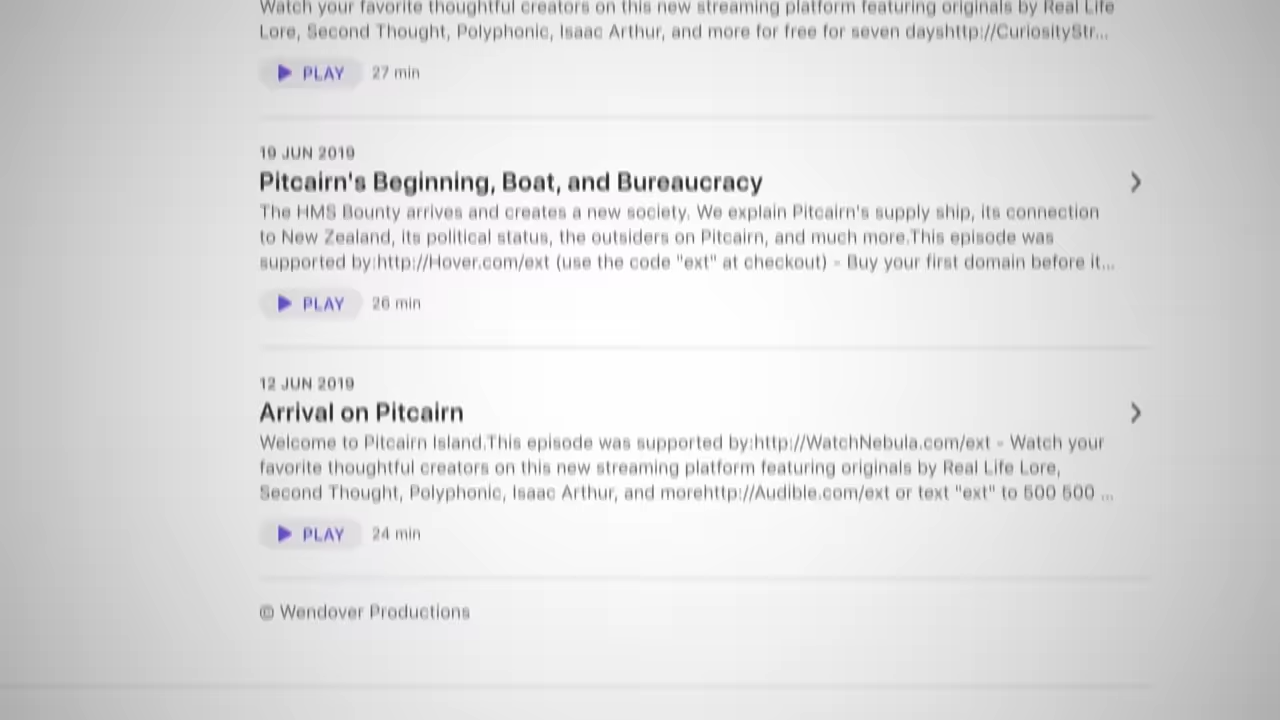 Watch your favorite thoughtful creators on this new streaming platform featuring originals by Real Life
Lore, Second Thought, Polyphonic, Isaac Arthur, and more for free for seven dayshttp://CuriosityStr...
PLAY 27 min
19 JUN 2019
Pitcairn's Beginning, Boat, and Bureaucracy
The HMS Bounty arrives and creates a new society. We explain Pitcairn's supply ship, its connection
to New Zealand, its political status, the outsiders on Pitcairn, and much more.This episode was
supported by:http://Hover.com/ext (use the code "ext" at checkout) - Buy your first domain before it...
PLAY 26 min
12 JUN 2019
Arrival on Pitcairn
Welcome to Pitcairn Island.This episode was supported by:http://WatchNebula.com/ext - Watch your
favorite thoughtful creators on this new streaming platform featuring originals by Real Life Lore,
Second Thought, Polyphonic, Isaac Arthur, and morehttp://Audible.com/ext or text "ext" to 500 500 ...
PLAY 24 min
© Wendover Productions